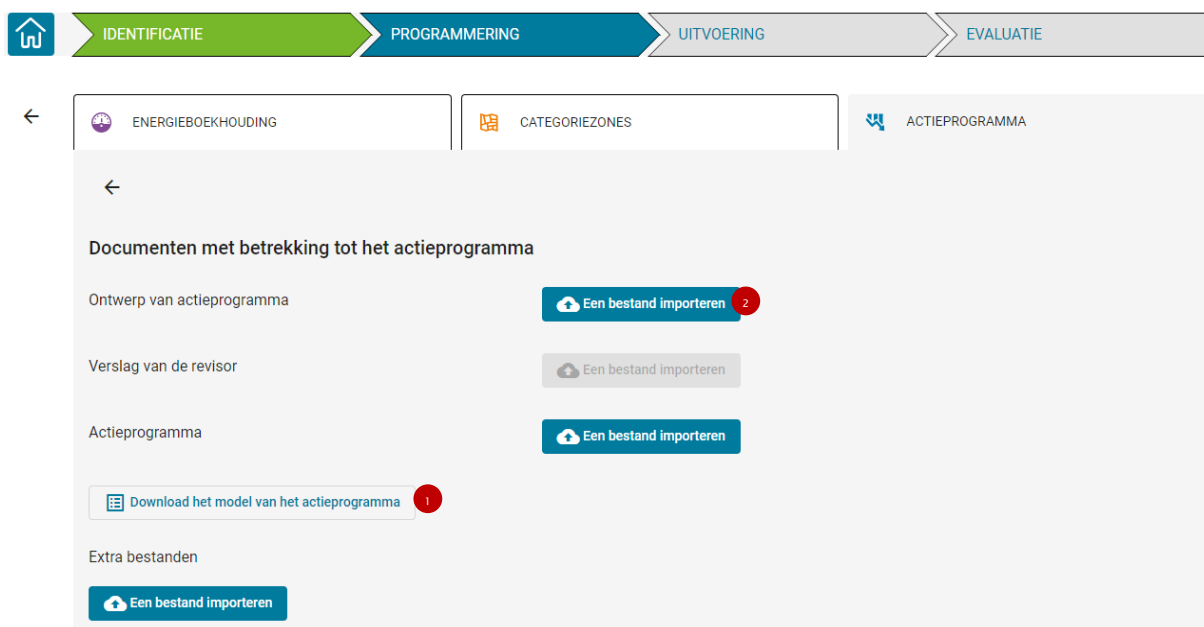 IDENTIFICATIE PROGRAMMERING UITVOERING EVALUATIE
ENERGIEBOEKHOUDING CATEGORIEZONES ACTIEPROGRAMMA
Documenten met betrekking tot het actieprogramma
Ontwerp van actieprogramma Een bestand importeren 2
Verslag van de revisor Een bestand importeren
Actieprogramma Een bestand importeren
Download het model van het actieprogramma 1
Extra bestanden
Een bestand importeren